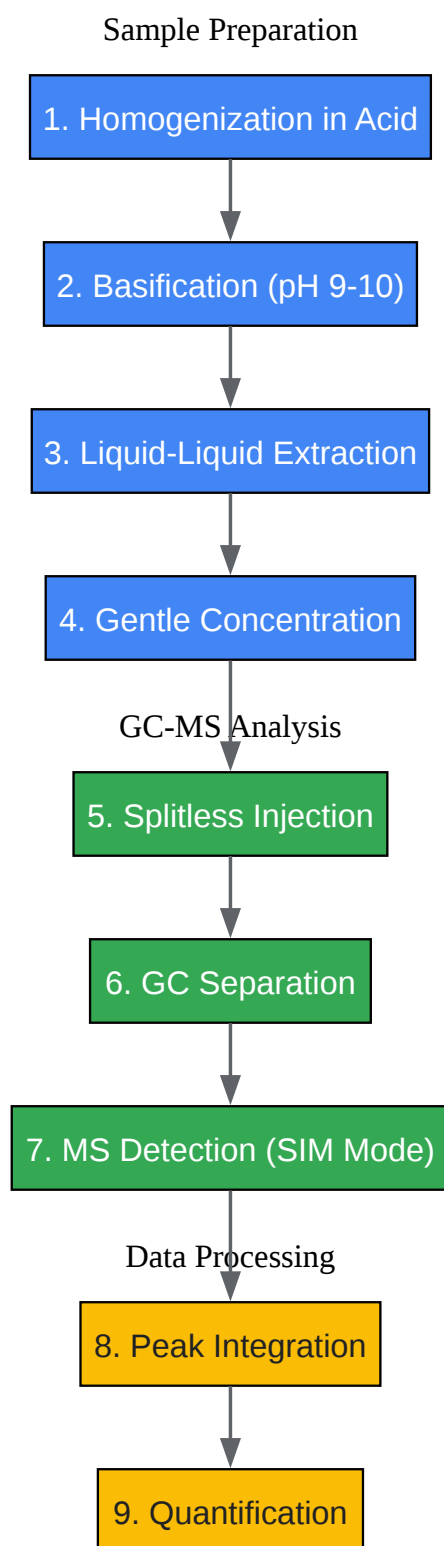 Sample Preparation
1. Homogenization in Acid
2. Basification (pH 9-10)
3. Liquid-Liquid Extraction
4. Gentle Concentration
GC-MS Analysis
5. Splitless Injection
6. GC Separation
7. MS Detection (SIM Mode)
Data Processing
8. Peak Integration
9. Quantification